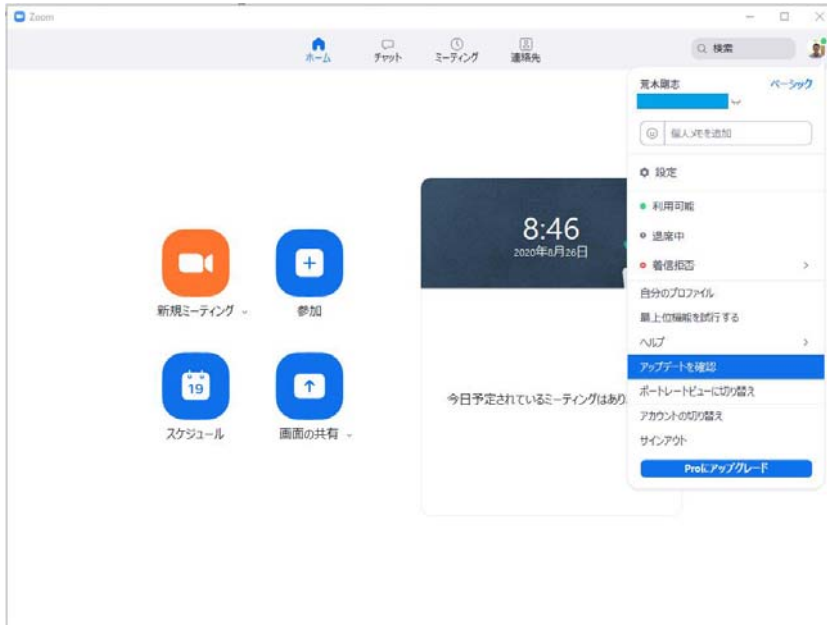 Zoom
ホーム
チャット
ミーティング
連絡先
検索
荒木剛志
ベーシック
個人メモを追加
設定
利用可能
退席中
着信拒否
自分のプロファイル
最上位機能を試行する
ヘルプ
アップデートを確認
ポートレートビューに切り替え
アカウントの切り替え
サインアウト
Proにアップグレード
8:46
2020年8月26日
新規ミーティング
参加
19
スケジュール
画面の共有
今日予定されているミーティングはあり